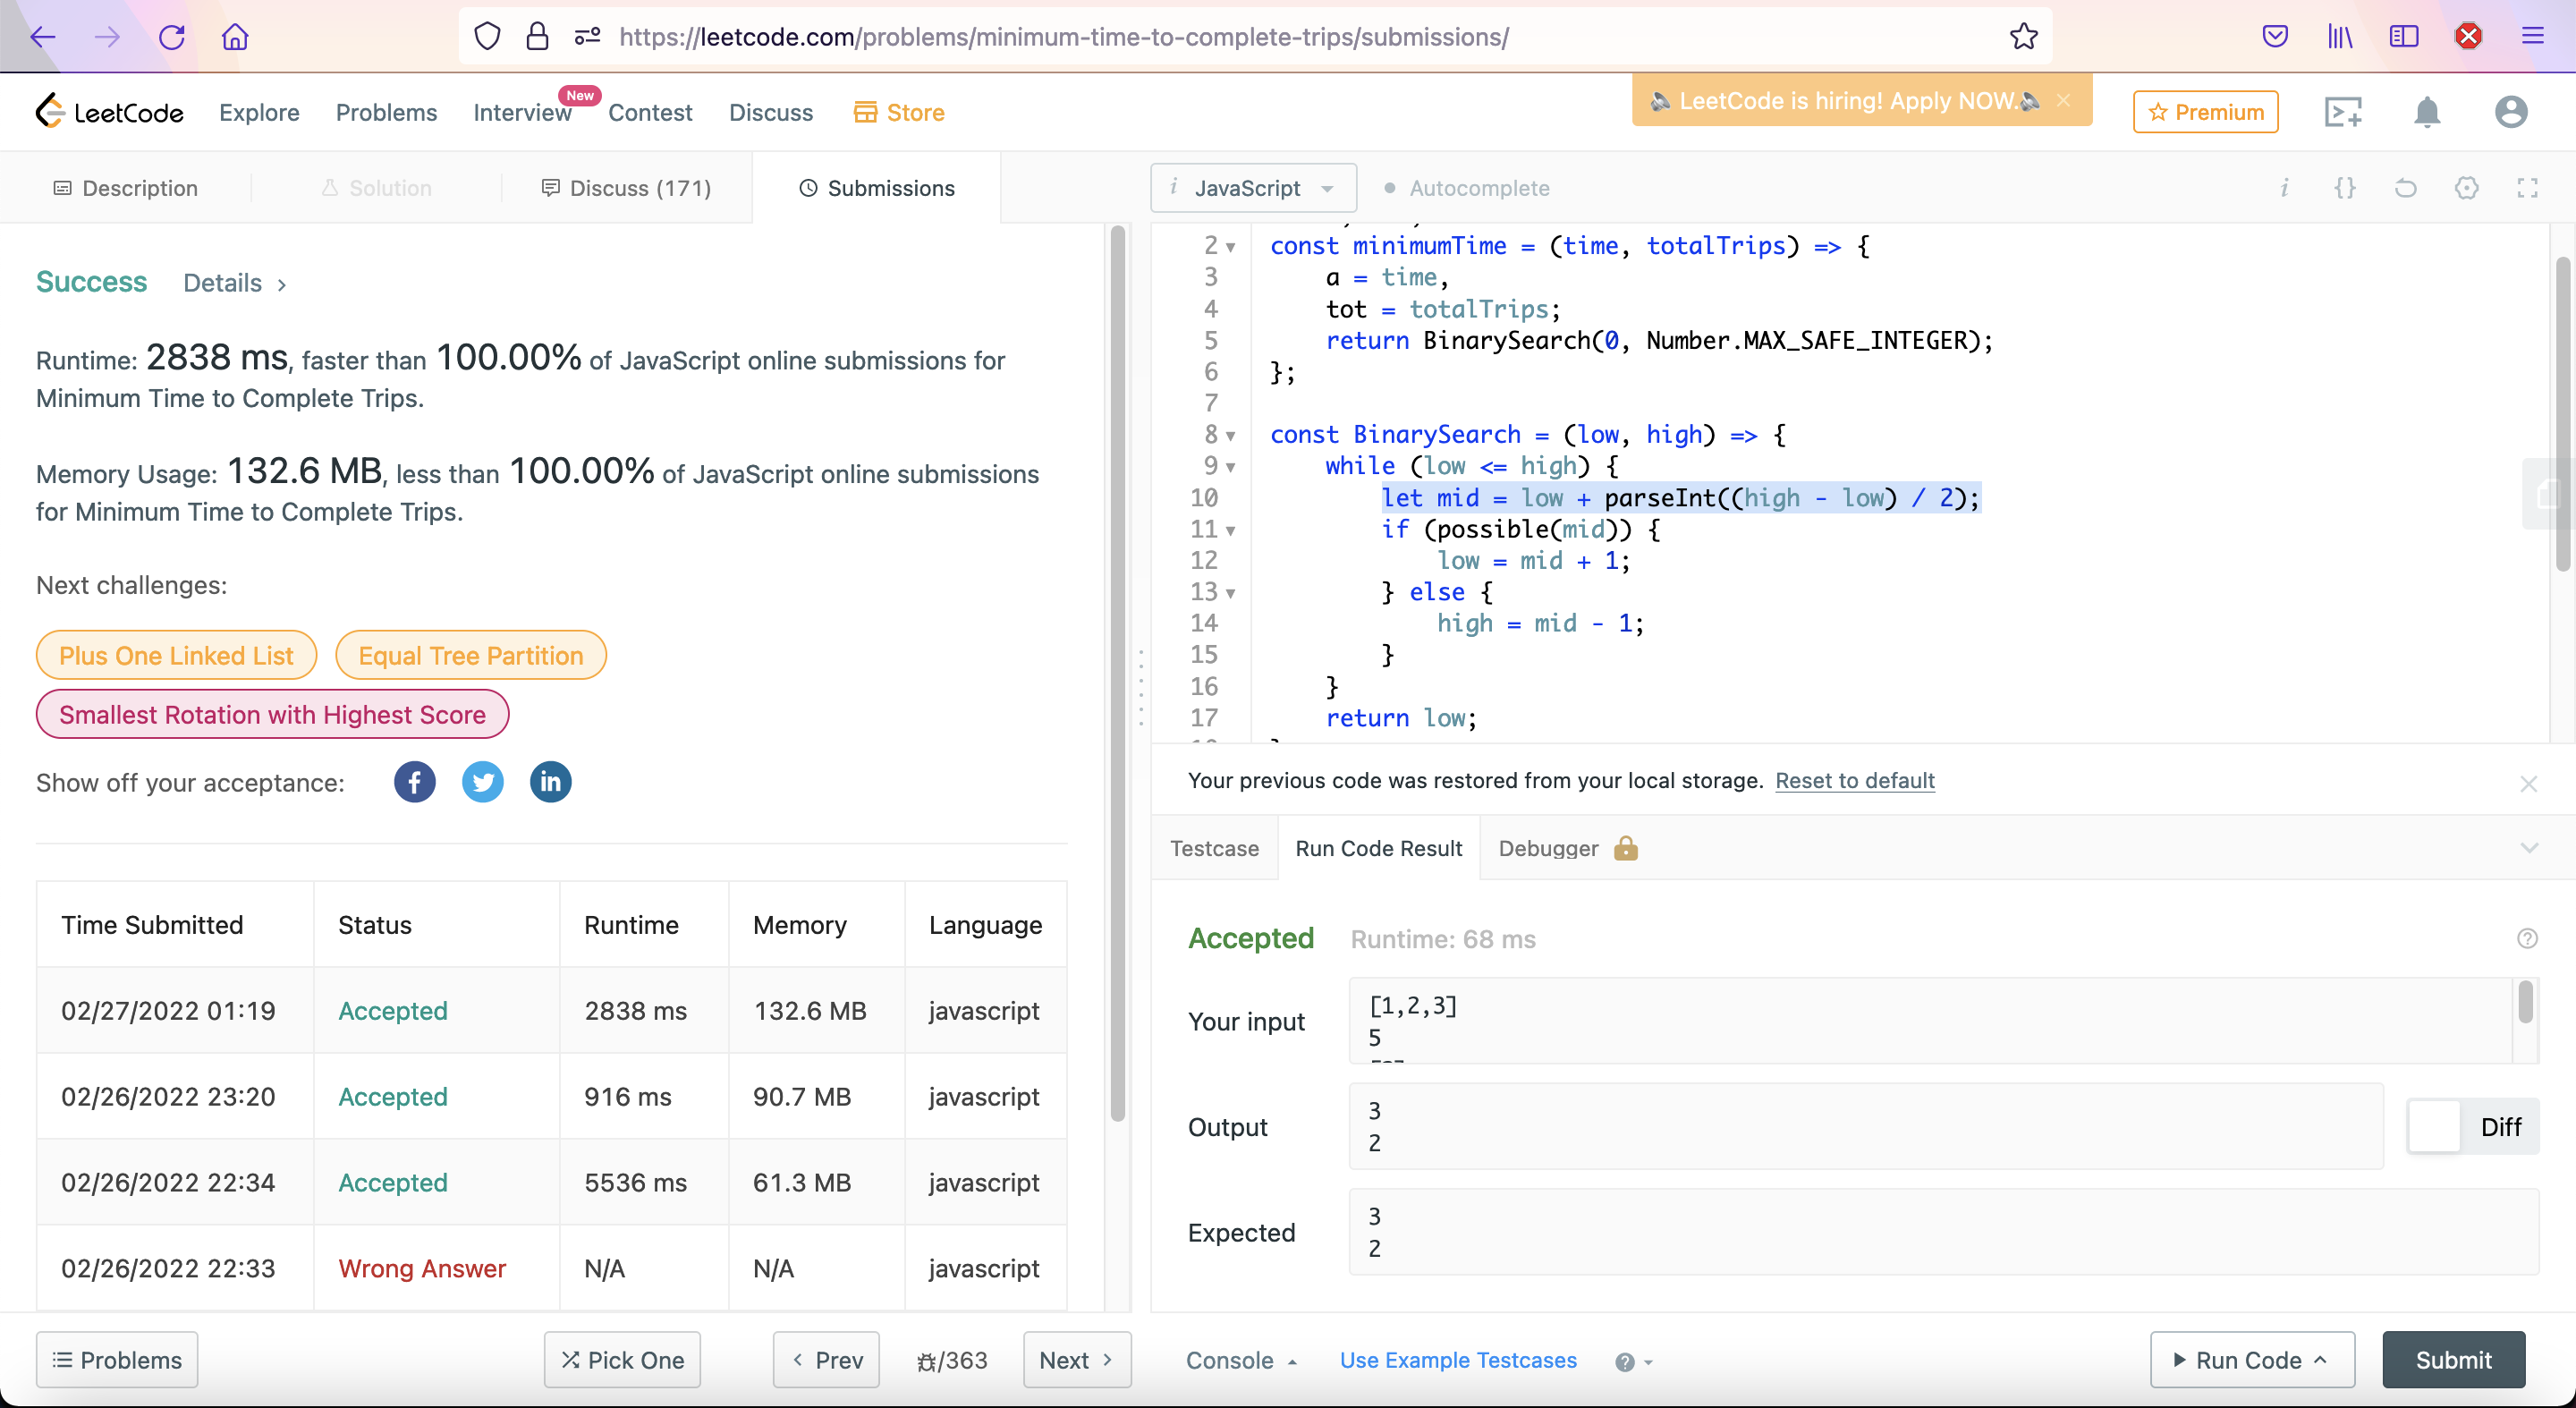 https://leetcode.com/problems/minimum-time-to-complete-trips/submissions/
LeetCode
Explore
Problems
Interview
New
Contest
Discuss
Store
LeetCode is hiring! Apply NOW.
Premium
Description
Solution
Discuss (171)
Submissions
Success
Details
Runtime: 2838 ms, faster than 100.00% of JavaScript online submissions for
Minimum Time to Complete Trips.
Memory Usage: 132.6 MB, less than 100.00% of JavaScript online submissions
for Minimum Time to Complete Trips.
Next challenges:
Plus One Linked List
Equal Tree Partition
Smallest Rotation with Highest Score
Show off your acceptance:
Time Submitted Status Runtime Memory Language
02/27/2022 01:19 Accepted 2838 ms 132.6 MB javascript
02/26/2022 23:20 Accepted 916 ms 90.7 MB javascript
02/26/2022 22:34 Accepted 5536 ms 61.3 MB javascript
02/26/2022 22:33 Wrong Answer N/A N/A javascript
Problems
Pick One
Prev
/363
Next
i JavaScript
Autocomplete
2 const minimumTime = (time, totalTrips) => {
3 a = time,
4 tot = totalTrips;
5 return BinarySearch(0, Number.MAX_SAFE_INTEGER);
6 };
7
8 const BinarySearch = (low, high) => {
9 while (low <= high) {
10 let mid = low + parseInt((high - low) / 2);
11 if (possible(mid)) {
12 low = mid + 1;
13 } else {
14 high = mid - 1;
15 }
16 }
17 return low;
Your previous code was restored from your local storage. Reset to default
Testcase
Run Code Result
Debugger
Accepted
Runtime: 68 ms
Your input
[1,2,3]
5
Output
3
2
Diff
Expected
3
2
Console
Use Example Testcases
Run Code
Submit